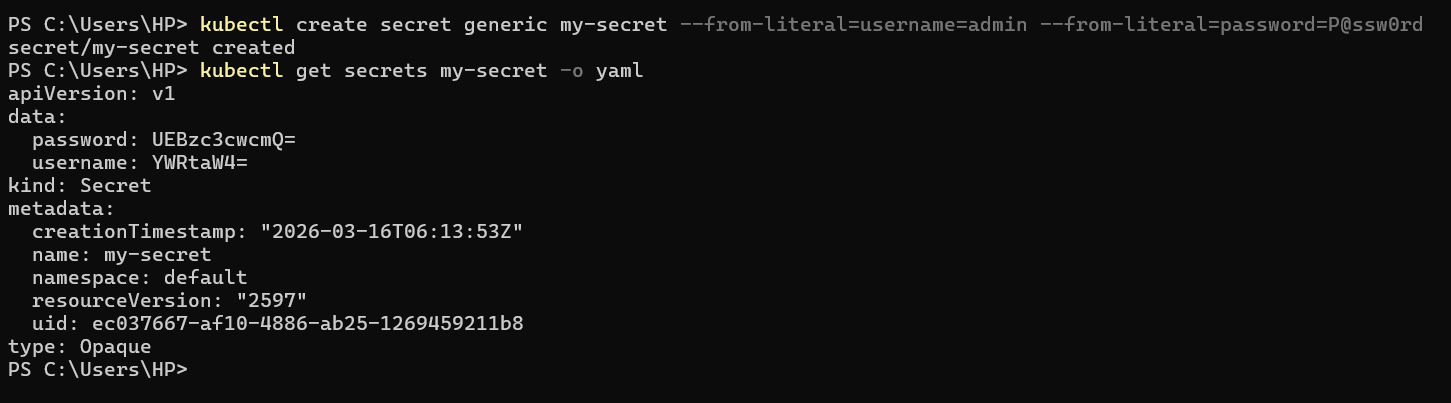 PS C:\Users\HP> kubectl create secret generic my-secret --from-literal=username=admin --from-literal=password=P@ssw0rd
secret/my-secret created
PS C:\Users\HP> kubectl get secrets my-secret -o yaml
apiVersion: v1
data:
  password: UEBzc3cwcmQ=
  username: YWRtaW4=
kind: Secret
metadata:
  creationTimestamp: "2026-03-16T06:13:53Z"
  name: my-secret
  namespace: default
  resourceVersion: "2597"
  uid: ec037667-af10-4886-ab25-1269459211b8
type: Opaque
PS C:\Users\HP>